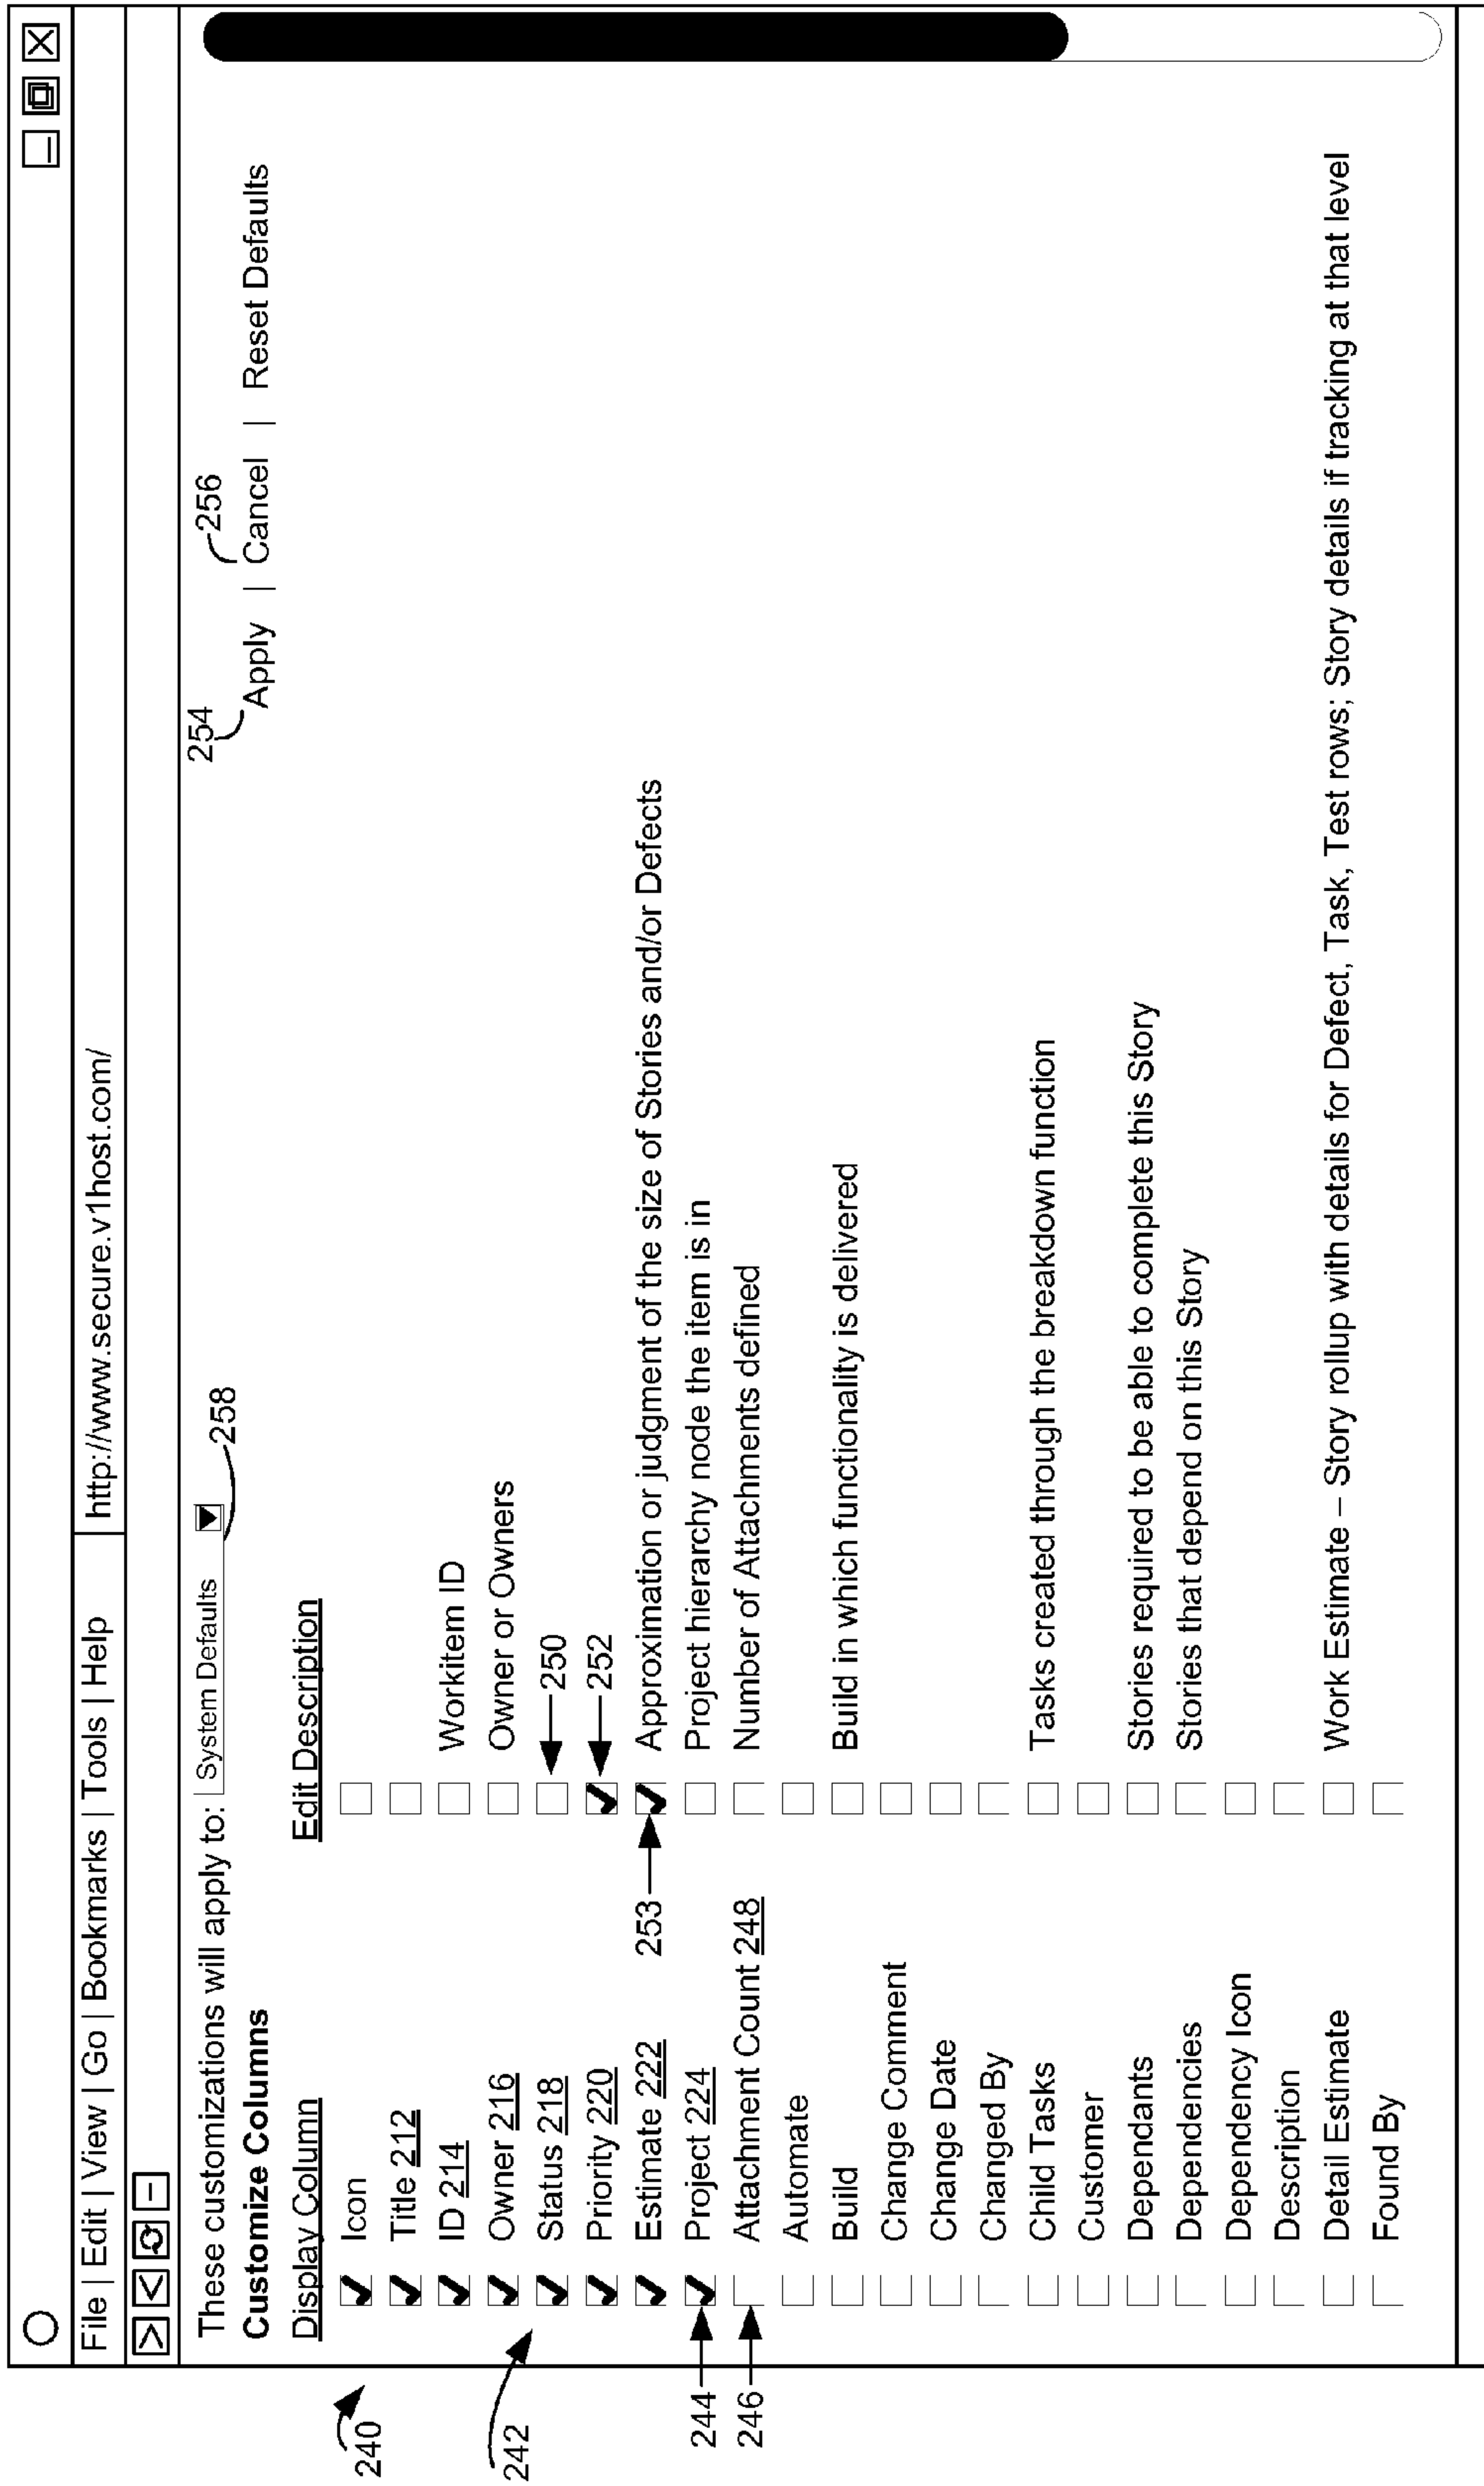 File | Edit | View | Go | Bookmarks | Tools | Help
http://www.secure.v1host.com/
These customizations will apply to: System Defaults
258
254
256
Customize Columns
Apply | Cancel | Reset Defaults
Display Column Edit Description
240
Icon
Title 212
ID 214 Workitem ID
Owner 216 Owner or Owners
242
Status 218 250
Priority 220 252
Estimate 222 253 Approximation or judgment of the size of Stories and/or Defects
244 Project 224 Project hierarchy node the item is in
246 Attachment Count 248 Number of Attachments defined
Automate
Build Build in which functionality is delivered
Change Comment
Change Date
Changed By
Child Tasks Tasks created through the breakdown function
Customer
Dependants Stories required to be able to complete this Story
Dependencies Stories that depend on this Story
Dependency Icon
Description
Detail Estimate Work Estimate – Story rollup with details for Defect, Task, Test rows; Story details if tracking at that level
Found By